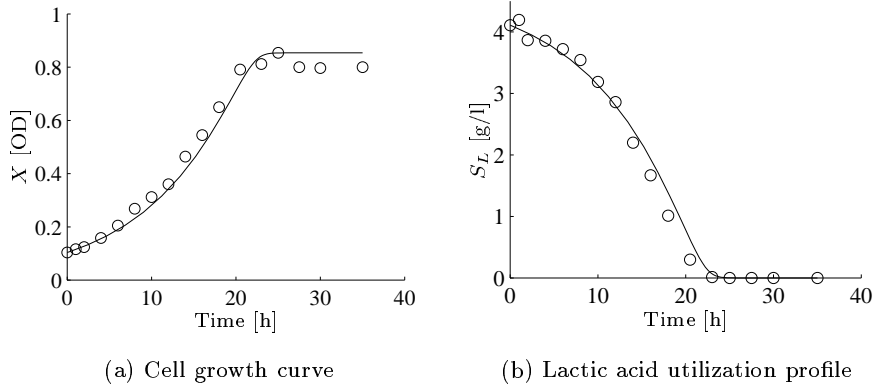 1
0.8
0.6
0.4
0.2
0
X [OD]
0 10 20 30 40
Time [h]
(a) Cell growth curve
4
3
2
1
0
S_L [g/l]
0 10 20 30 40
Time [h]
(b) Lactic acid utilization profile